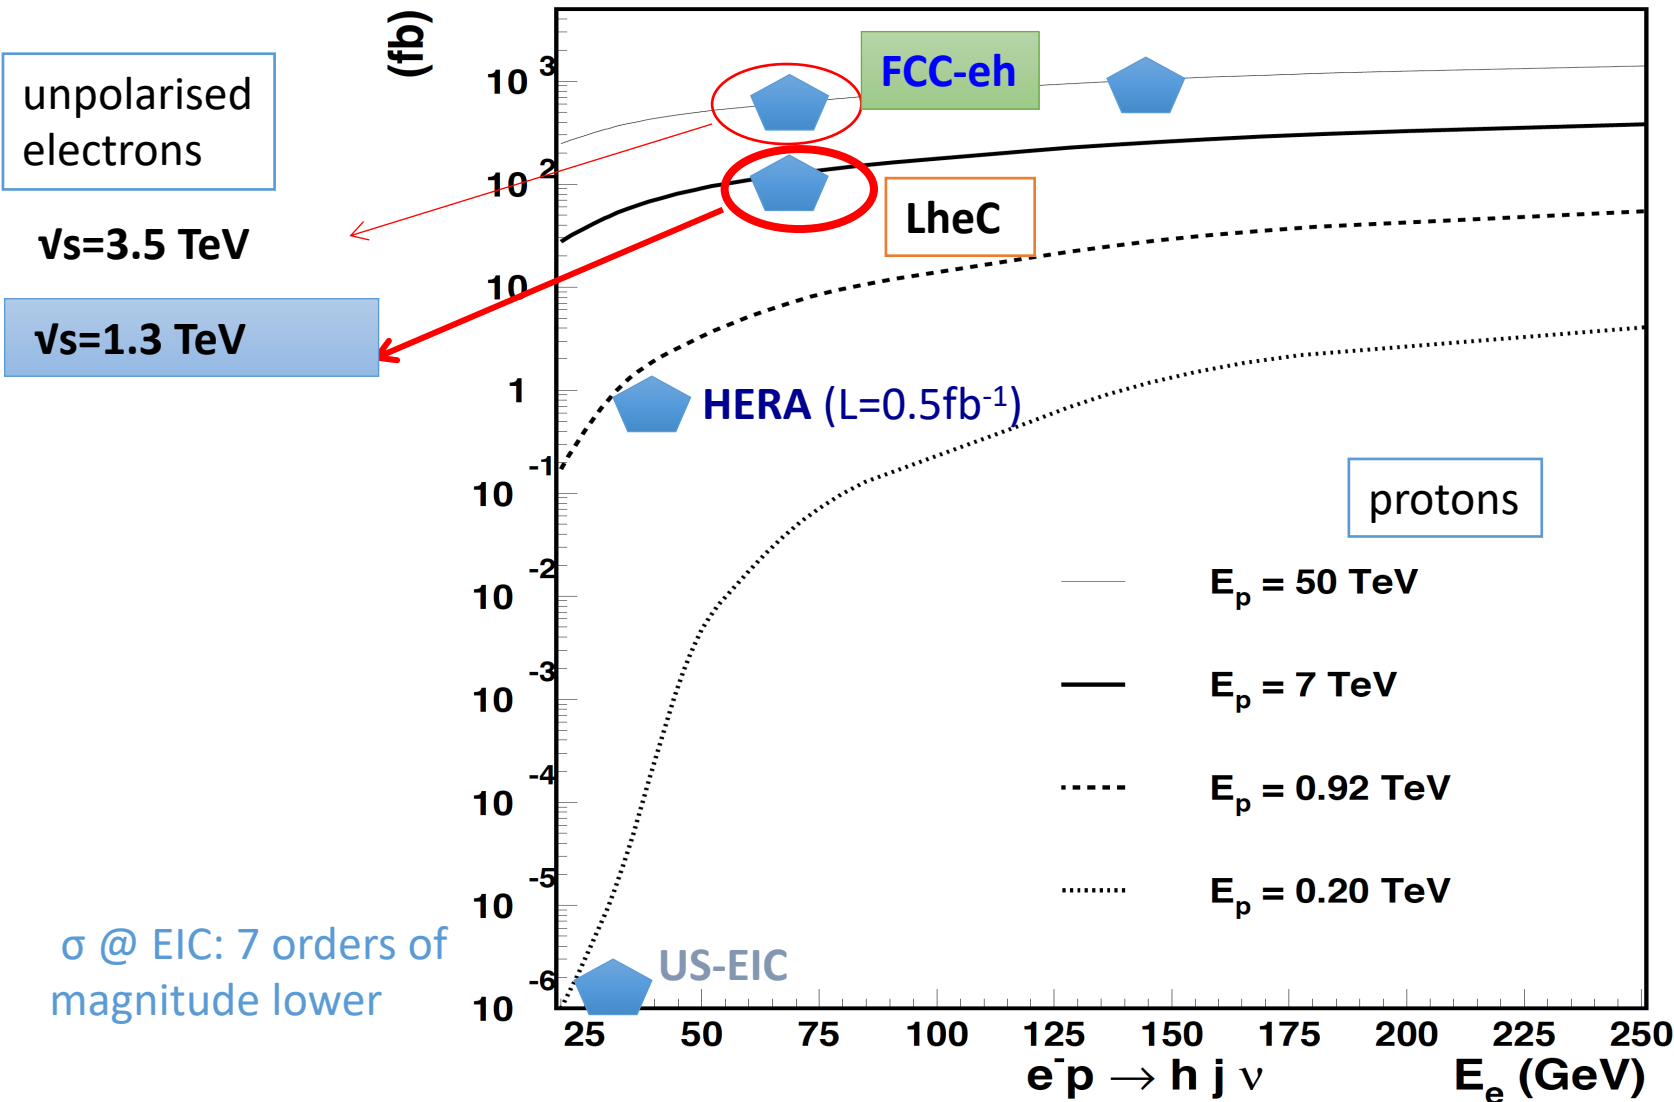 (fb)
unpolarised
electrons
√s=3.5 TeV
√s=1.3 TeV
σ @ EIC: 7 orders of
magnitude lower
10 3
10 2
10
1
10 -1
10 -2
10 -3
10 -4
10 -5
10 -6
FCC-eh
LheC
HERA (L=0.5fb-1)
US-EIC
protons
Ep = 50 TeV
Ep = 7 TeV
Ep = 0.92 TeV
Ep = 0.20 TeV
25 50 75 100 125 150 175 200 225 250
e-p → h j ν Ee (GeV)